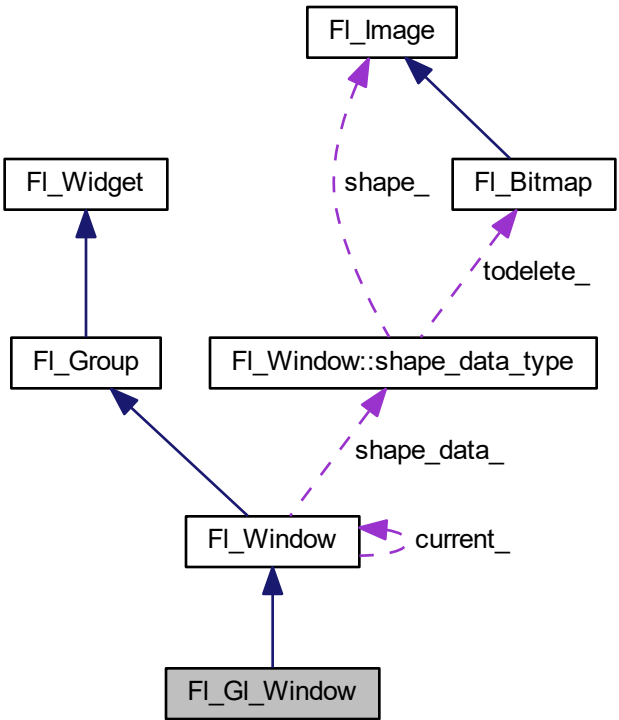 Fl_Image
Fl_Widget
shape_
Fl_Bitmap
todelete_
Fl_Group
Fl_Window::shape_data_type
shape_data_
Fl_Window
current_
Fl_Gl_Window